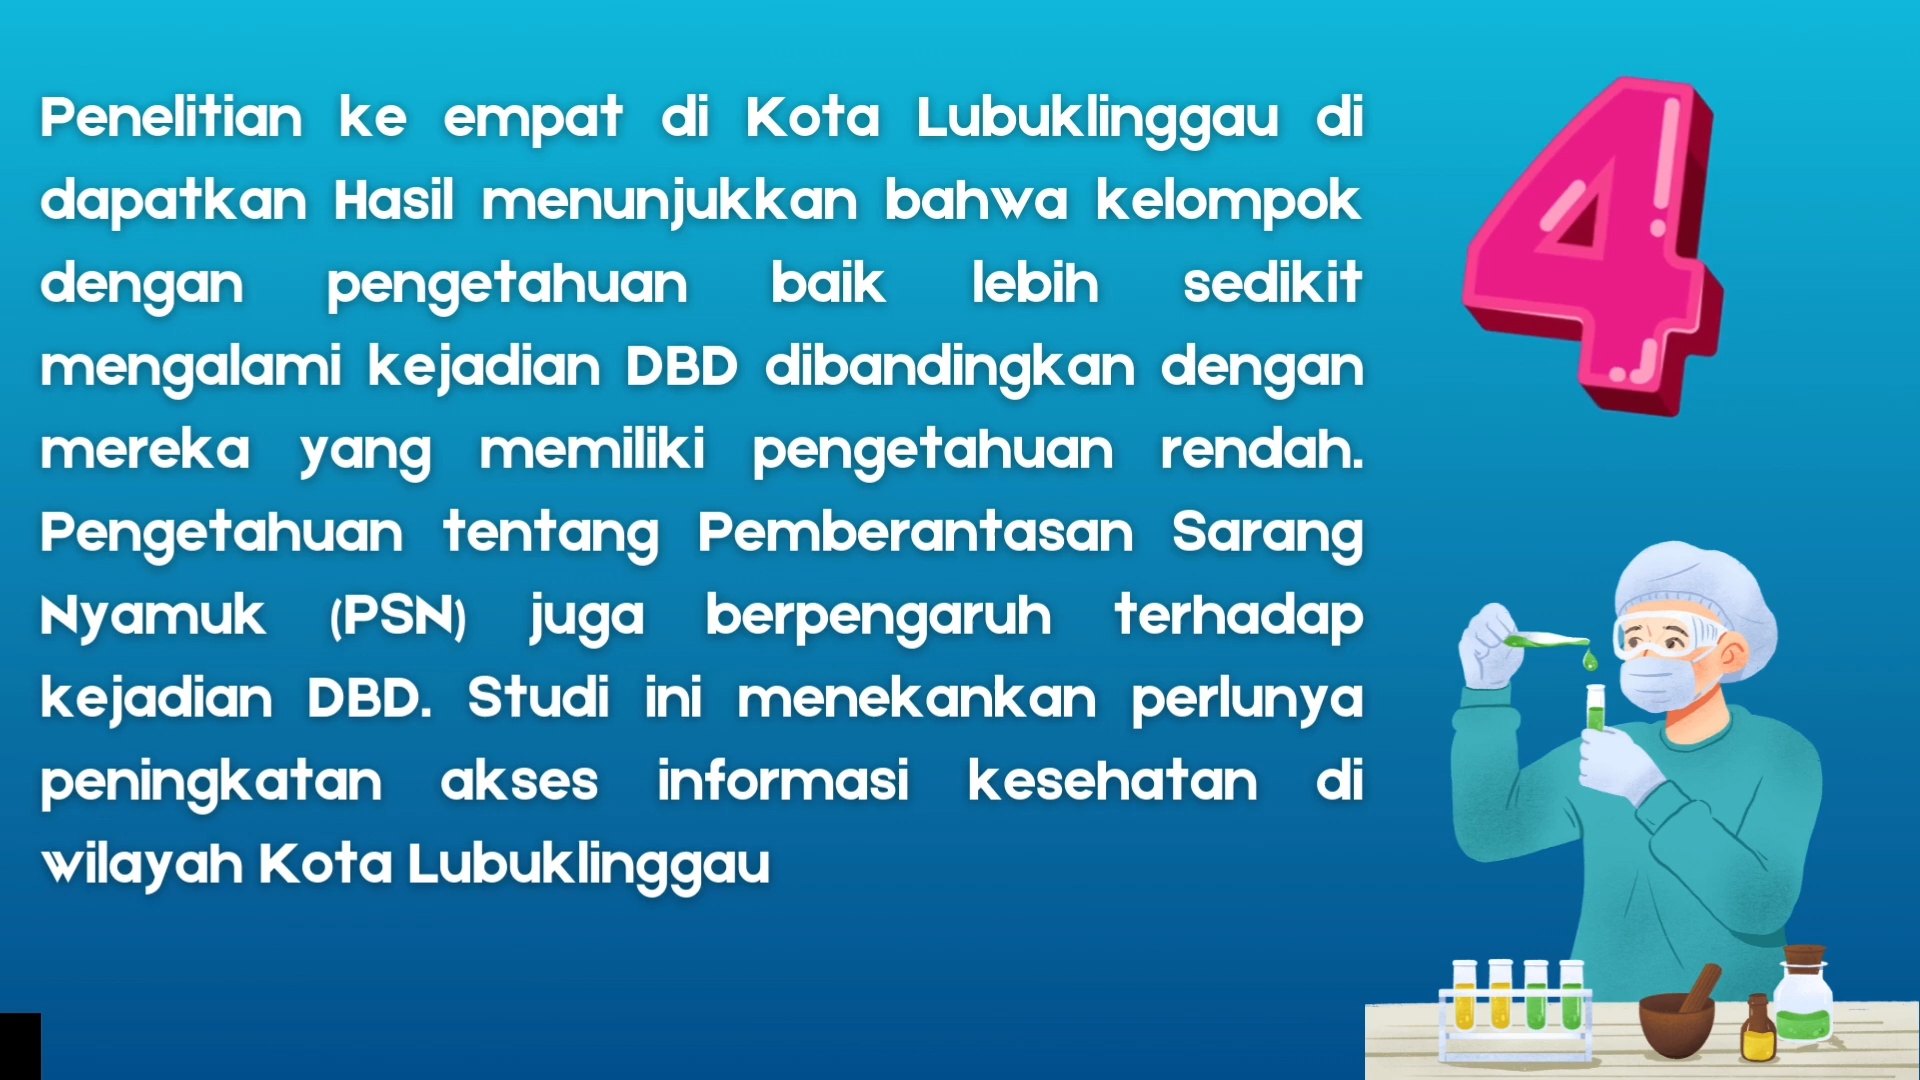 Penelitian ke empat di Kota Lubuklinggau di
dapatkan Hasil menunjukkan bahwa kelompok
dengan pengetahuan baik lebih sedikit
mengalami kejadian DBD dibandingkan dengan
mereka yang memiliki pengetahuan rendah.
Pengetahuan tentang Pemberantasan Sarang
Nyamuk (PSN) juga berpengaruh terhadap
kejadian DBD. Studi ini menekankan perlunya
peningkatan akses informasi kesehatan di
wilayah Kota Lubuklinggau
4